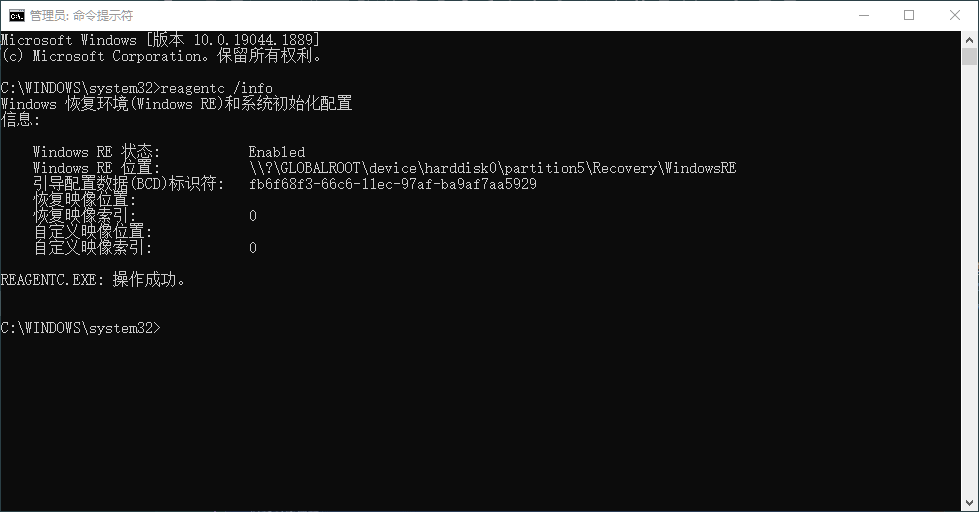 管理员: 命令提示符
Microsoft Windows [版本 10.0.19044.1889]
(c) Microsoft Corporation。保留所有权利。
C:\WINDOWS\system32>reagentc /info
Windows 恢复环境(Windows RE)和系统初始化配置
信息:
Windows RE 状态: Enabled
Windows RE 位置: \\?\GLOBALROOT\device\harddisk0\partition5\Recovery\WindowsRE
引导配置数据(BCD)标识符: fb6f68f3-66c6-11ec-97af-ba9af7aa5929
恢复映像位置:
恢复映像索引: 0
自定义映像位置:
自定义映像索引: 0
REAGENTC.EXE: 操作成功。
C:\WINDOWS\system32>